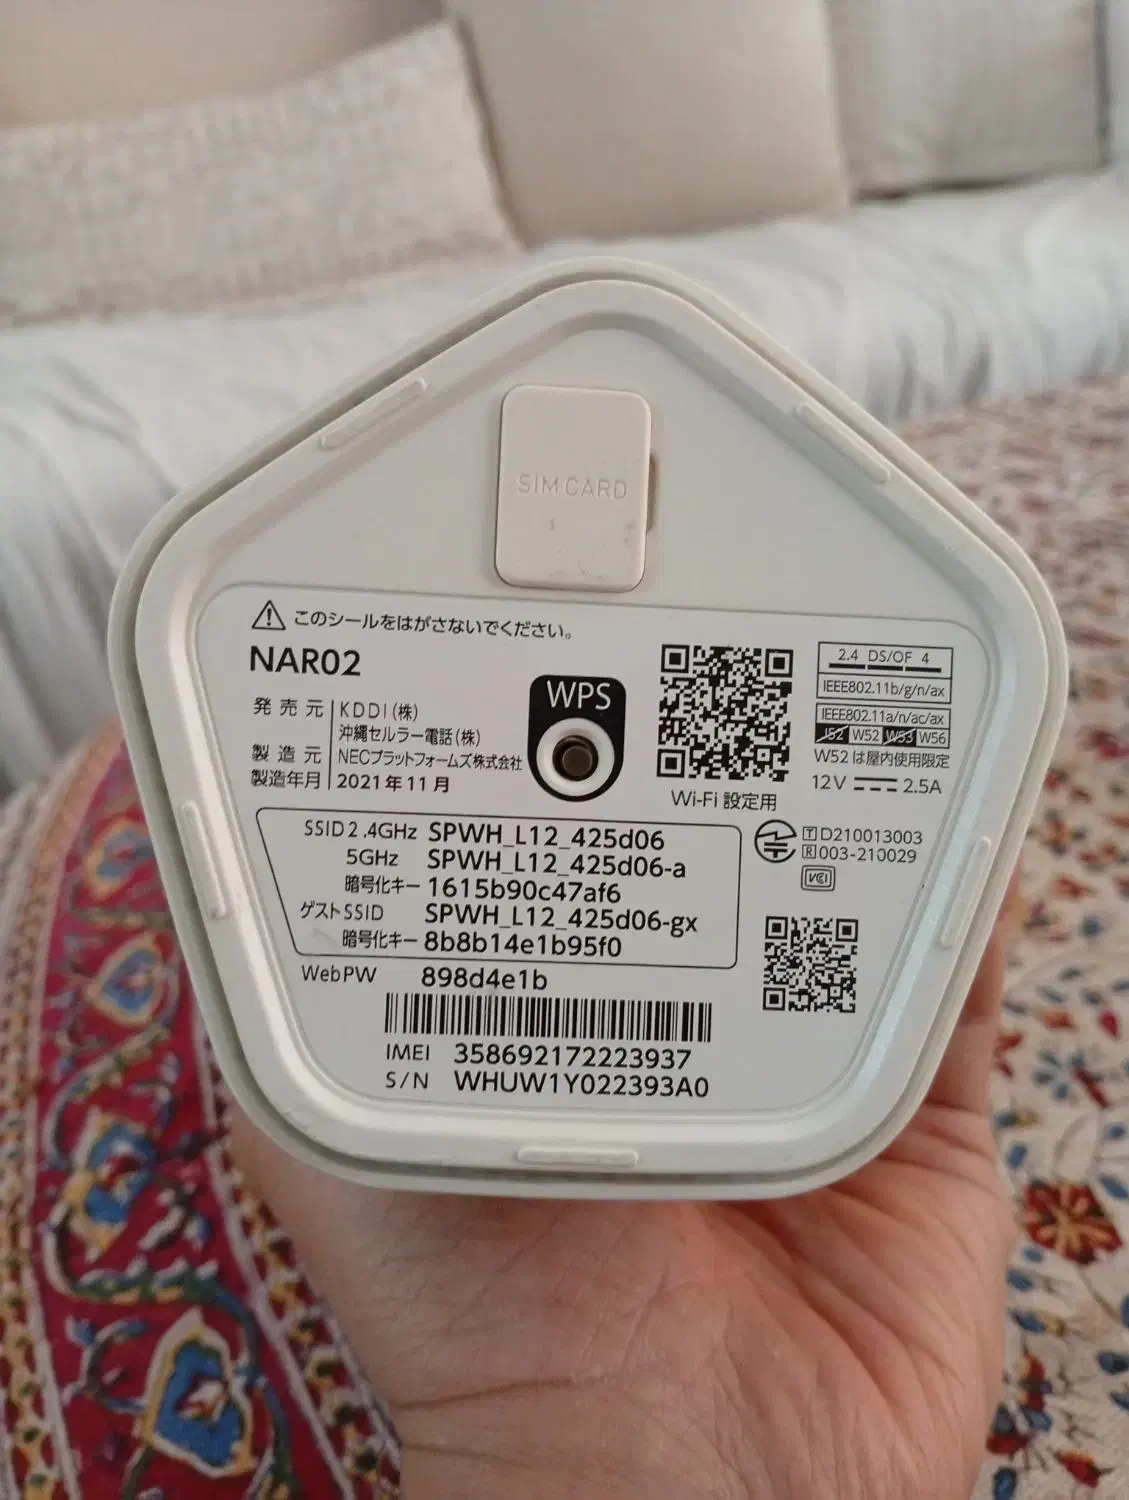 SIM CARD
このシールをはがさないでください。
NAR02
発売元 KDDI(株)
沖縄セルラー電話(株)
製造元 NECプラットフォームズ株式会社
製造年月 2021年11月
WPS
Wi-Fi 設定用
2.4 DS/OF 4
IEEE802.11b/g/n/ax
IEEE802.11a/n/ac/ax
J52 W52 W53 W56
W52 は屋内使用限定
12V 2.5A
T D210013003
R 003-210029
VCCI
SSID 2.4GHz SPWH_L12_425d06
5GHz SPWH_L12_425d06-a
暗号化キー 1615b90c47af6
ゲストSSID SPWH_L12_425d06-gx
暗号化キー 8b8b14e1b95f0
WebPW 898d4e1b
IMEI 358692172223937
S/N WHUW1Y022393A0